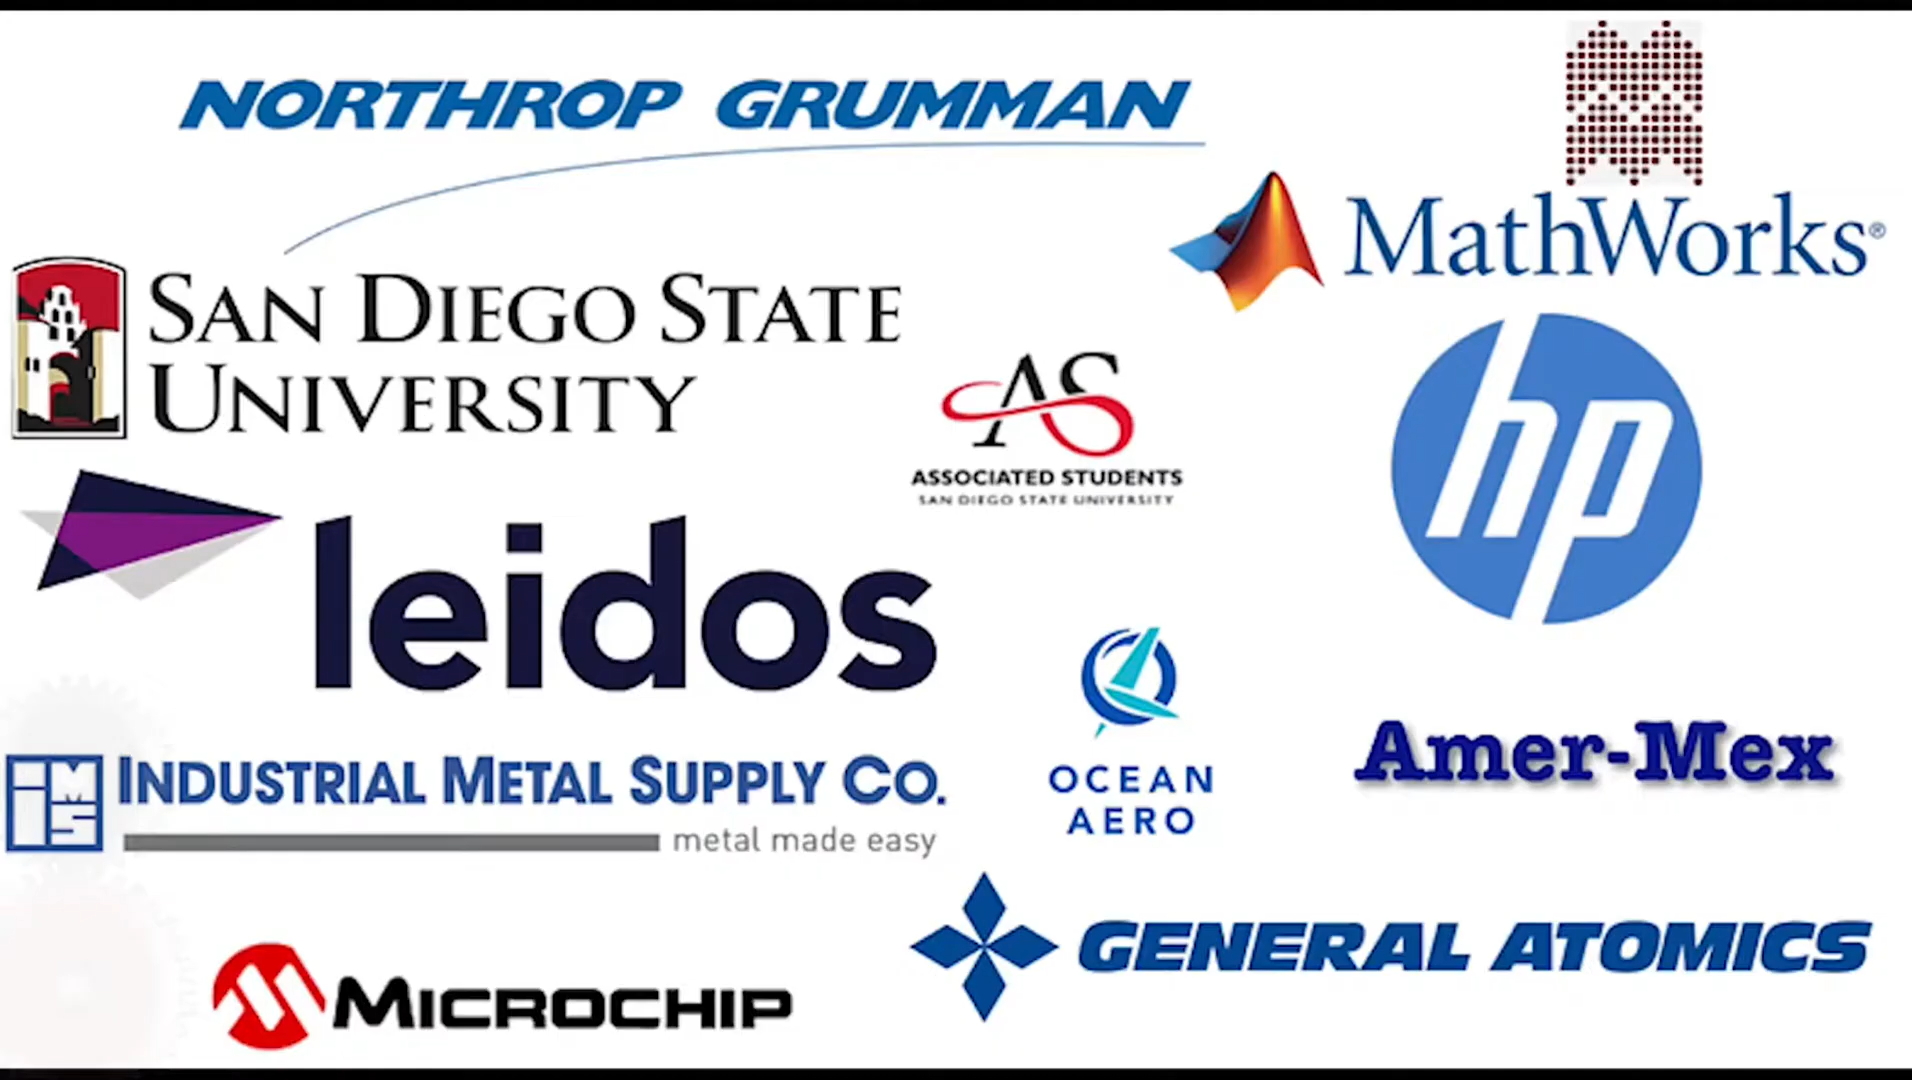 NORTHROP GRUMMAN
MathWorks®
SAN DIEGO STATE
UNIVERSITY
AS
ASSOCIATED STUDENTS
SAN DIEGO STATE UNIVERSITY
hp
leidos
OCEAN
AERO
Amer-Mex
IMS
INDUSTRIAL METAL SUPPLY CO.
metal made easy
GENERAL ATOMICS
MICROCHIP